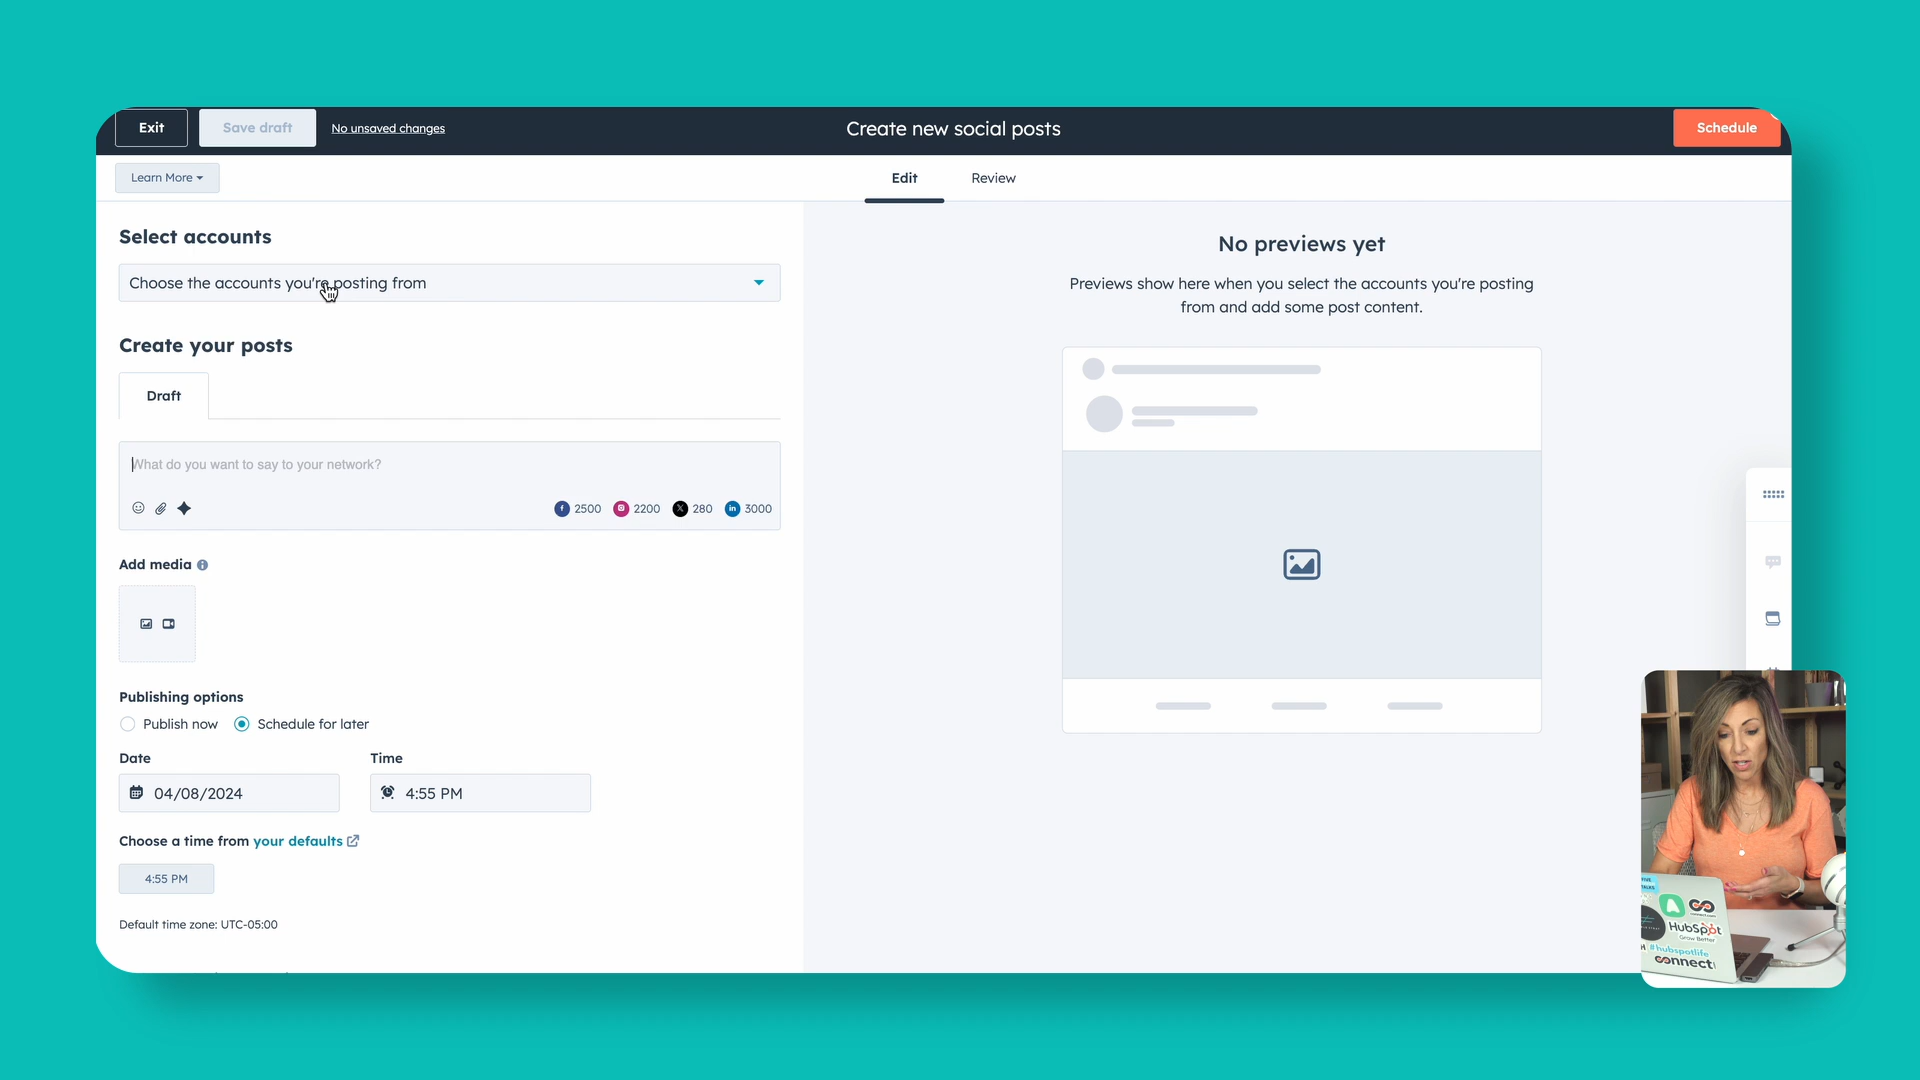 Exit
Save draft
No unsaved changes
Create new social posts
Schedule
Learn More
Edit
Review
Select accounts
Choose the accounts you're posting from
Create your posts
Draft
What do you want to say to your network?
2500
2200
280
3000
Add media
Publishing options
Publish now
Schedule for later
Date
Time
04/08/2024
4:55 PM
Choose a time from your defaults
4:55 PM
Default time zone: UTC-05:00
No previews yet
Previews show here when you select the accounts you're posting
from and add some post content.
HubSpot
Grow Better
#hubspotlife
connect